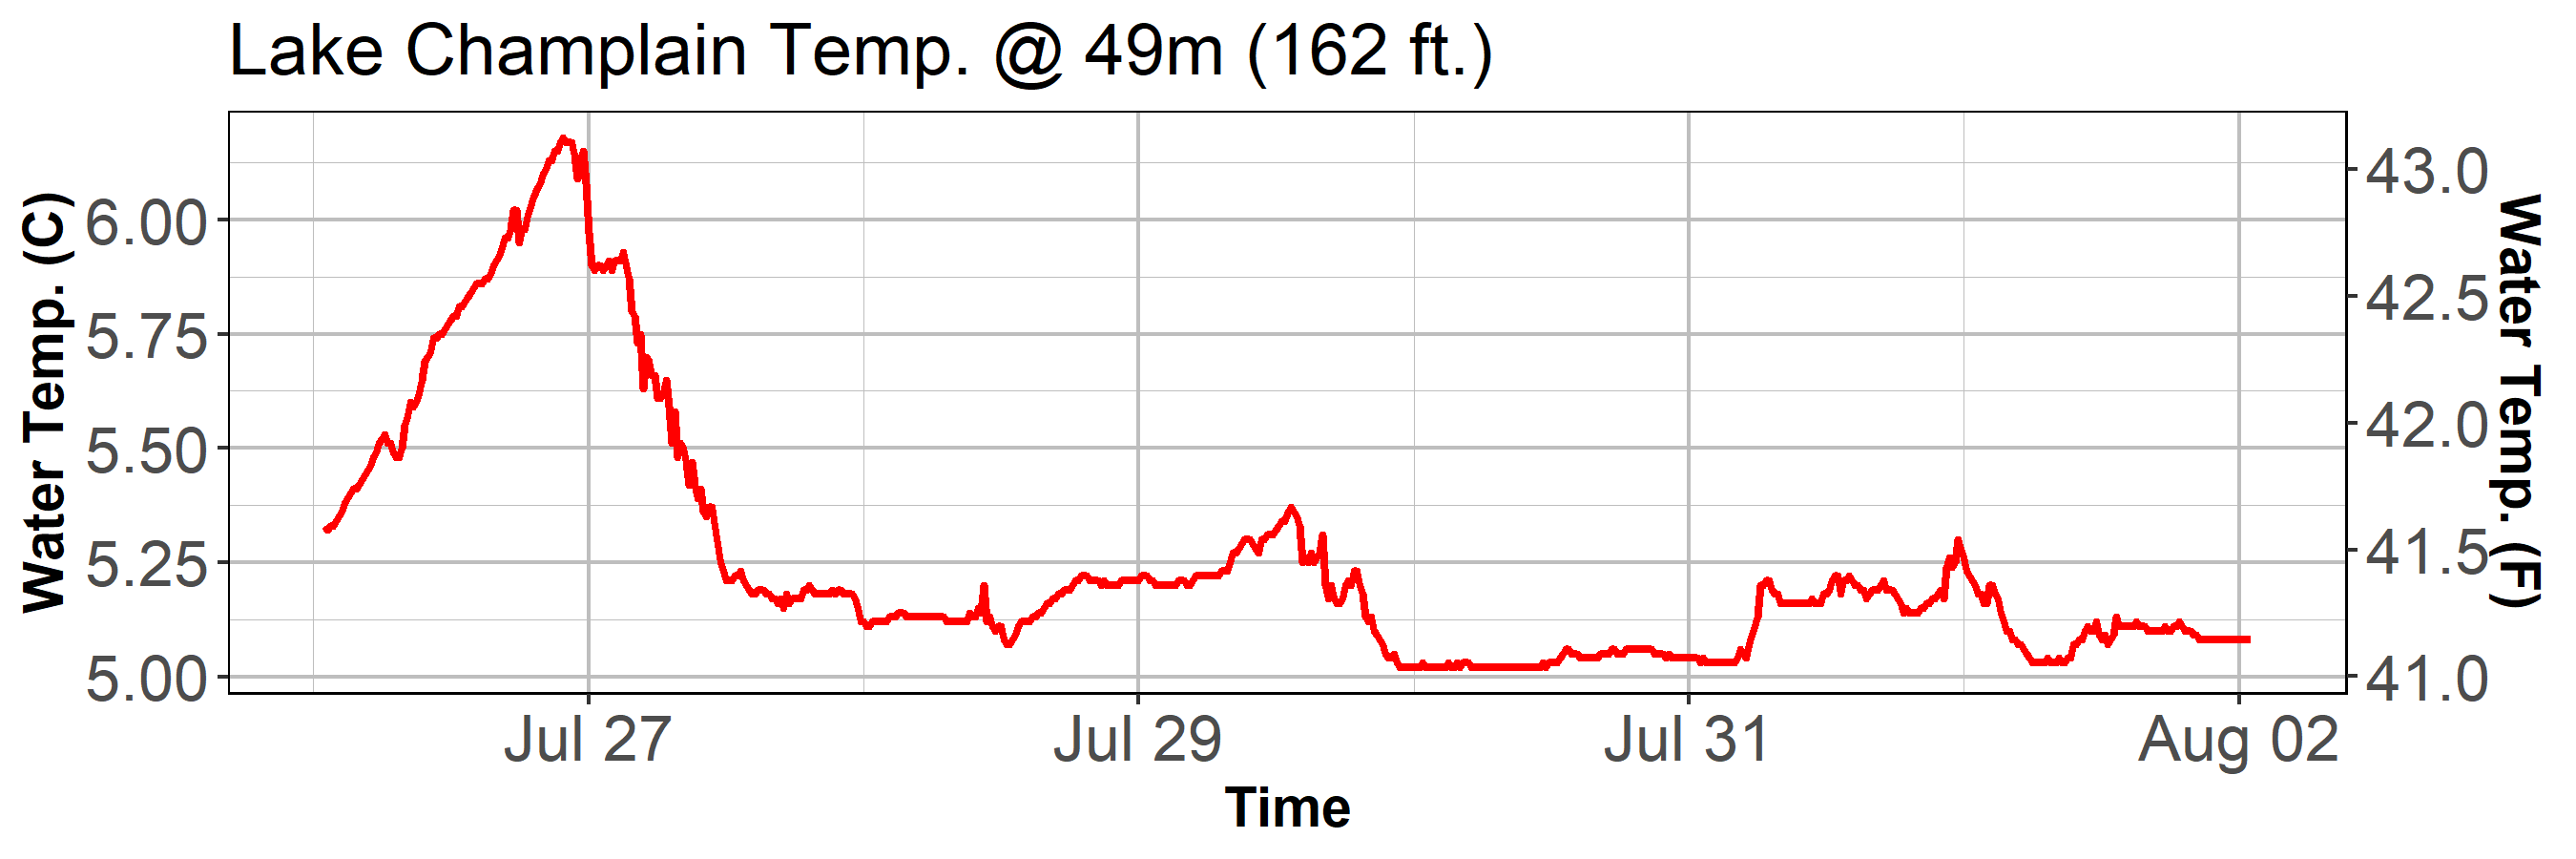 Lake Champlain Temp. @ 49m (162 ft.)
Water Temp. (C)
6.00
5.75
5.50
5.25
5.00
43.0
42.5
42.0
41.5
41.0
Water Temp. (F)
Jul 27
Jul 29
Jul 31
Aug 02
Time